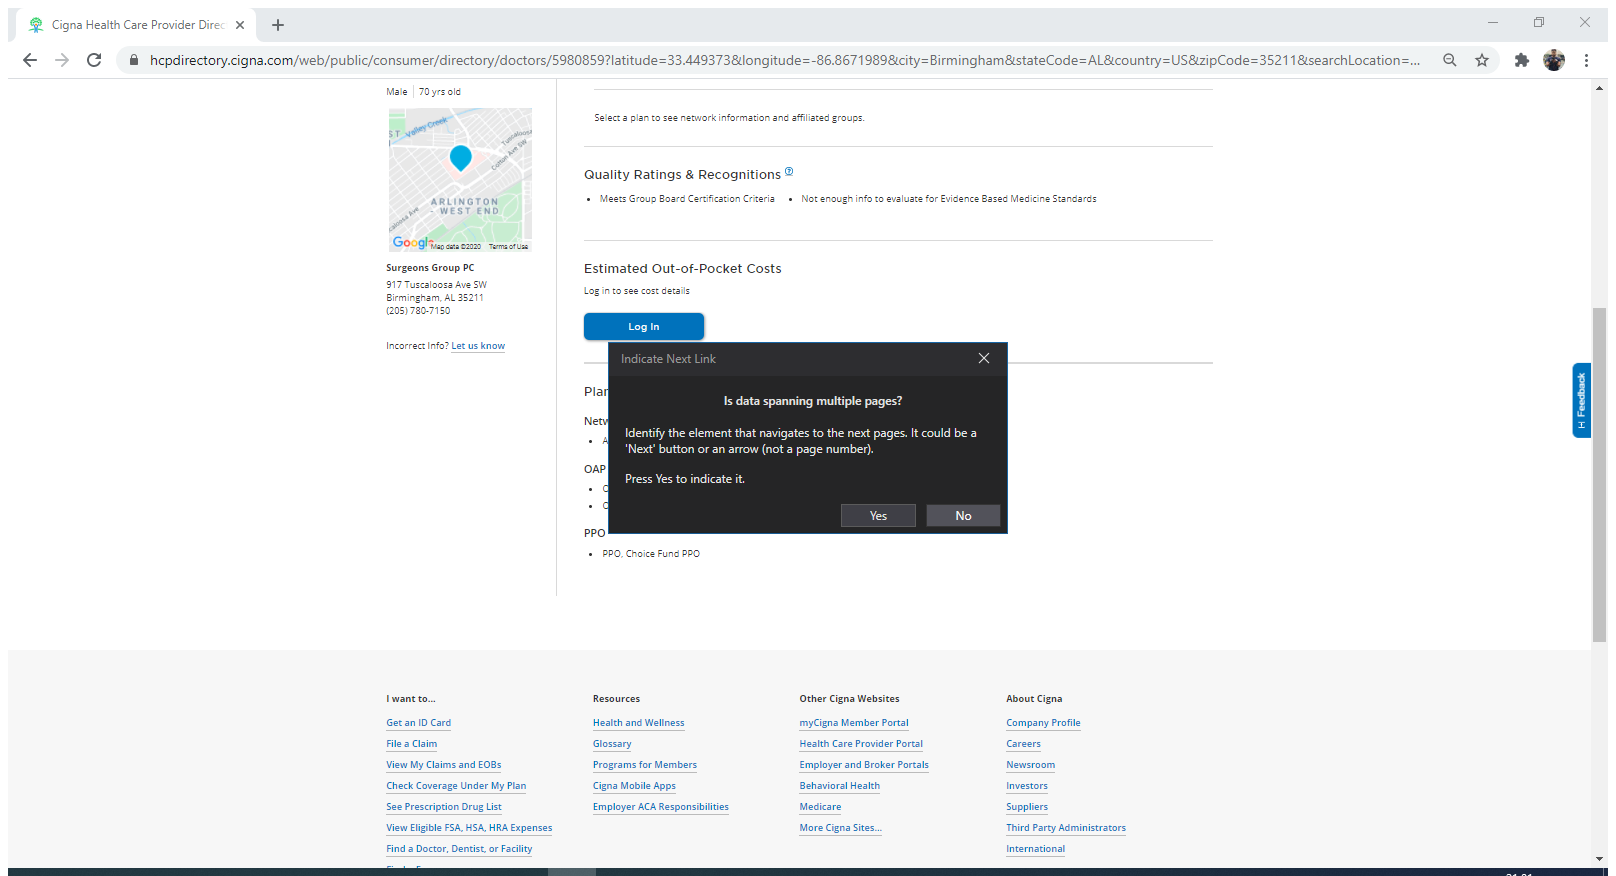 Cigna Health Care Provider Direc
hcpdirectory.cigna.com/web/public/consumer/directory/doctors/5980859?latitude=33.449373&longitude=-86.8671989&city=Birmingham&stateCode=AL&country=US&zipCode=35211&searchLocation=...
Male 70 yrs old
Valley Creek
Tuscaloosa
Cotton Ave SW
ARLINGTON
- WEST END
Google Map data ©2020 Terms of Use
Surgeons Group PC
917 Tuscaloosa Ave SW
Birmingham, AL 35211
(205) 780-7150
Incorrect Info? Let us know
Select a plan to see network information and affiliated groups.
Quality Ratings & Recognitions ?
• Meets Group Board Certification Criteria • Not enough info to evaluate for Evidence Based Medicine Standards
Estimated Out-of-Pocket Costs
Log in to see cost details
Log In
Plan
Netw
• A
OAP
PPO
• PPO, Choice Fund PPO
Indicate Next Link
Is data spanning multiple pages?
Identify the element that navigates to the next pages. It could be a
'Next' button or an arrow (not a page number).
Press Yes to indicate it.
Yes No
Feedback
I want to...
Get an ID Card
File a Claim
View My Claims and EOBs
Check Coverage Under My Plan
See Prescription Drug List
View Eligible FSA, HSA, HRA Expenses
Find a Doctor, Dentist, or Facility
Resources
Health and Wellness
Glossary
Programs for Members
Cigna Mobile Apps
Employer ACA Responsibilities
Other Cigna Websites
myCigna Member Portal
Health Care Provider Portal
Employer and Broker Portals
Behavioral Health
Medicare
More Cigna Sites...
About Cigna
Company Profile
Careers
Newsroom
Investors
Suppliers
Third Party Administrators
International